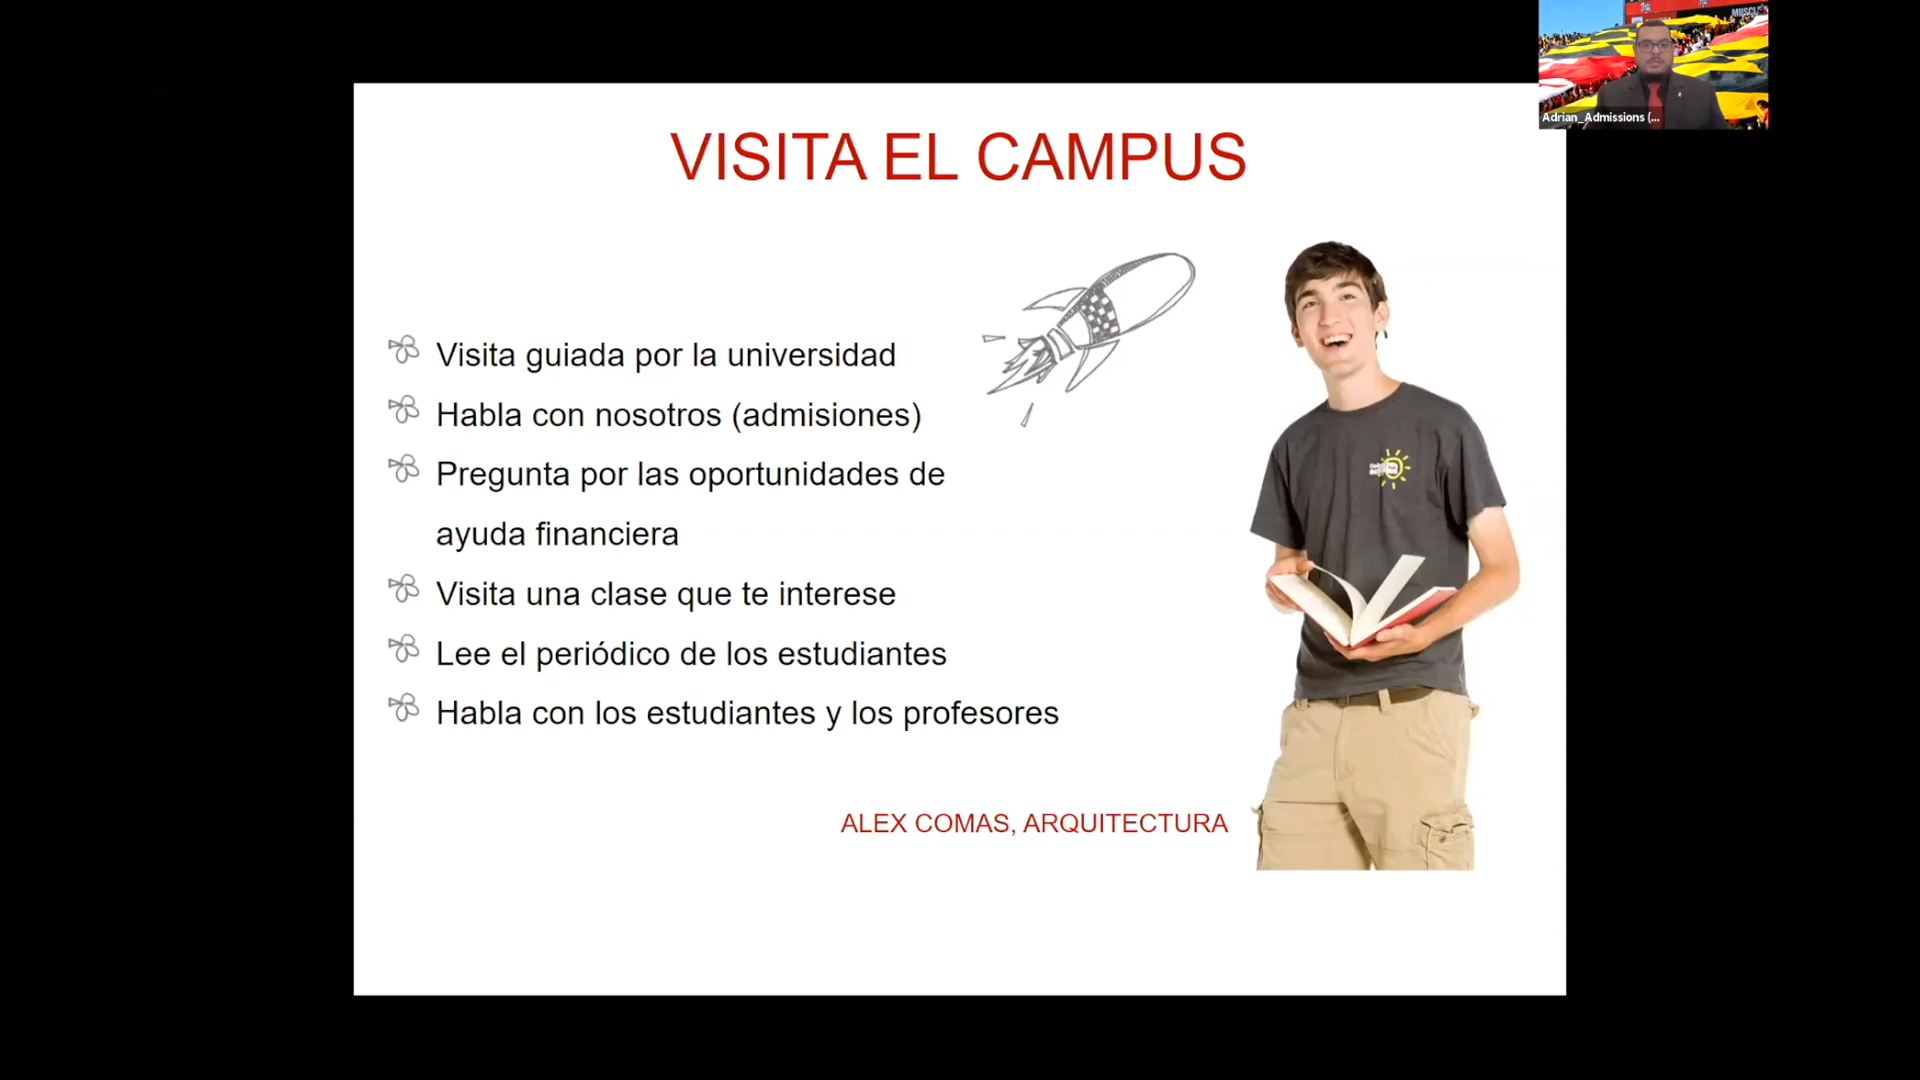 MUSCLE
Adrian_Admissions (...
VISITA EL CAMPUS
Visita guiada por la universidad
Habla con nosotros (admisiones)
Pregunta por las oportunidades de
ayuda financiera
Visita una clase que te interese
Lee el periódico de los estudiantes
Habla con los estudiantes y los profesores
ALEX COMAS, ARQUITECTURA